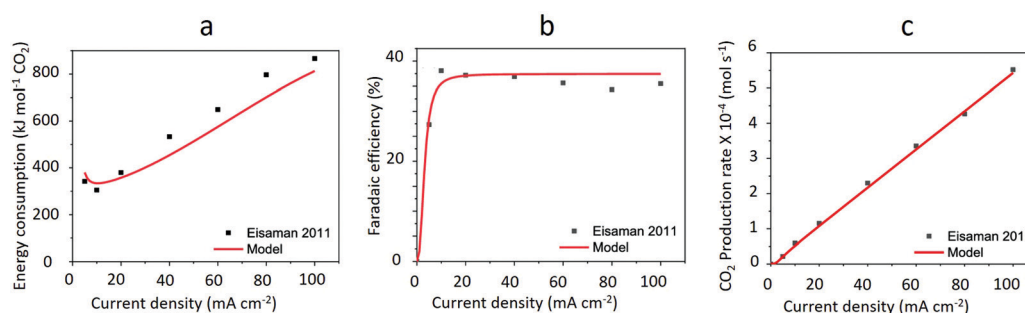 a
Energy consumption (kJ mol⁻¹ CO₂)
800
600
400
200
0
0
20
40
60
80
100
Eisaman 2011
Model
Current density (mA cm⁻²)
b
Faradaic efficiency (%)
40
20
0
0
20
40
60
80
100
Eisaman 2011
Model
Current density (mA cm⁻²)
c
CO₂ Production rate X 10⁻⁴ (mol s⁻¹)
6
5
4
3
2
1
0
0
20
40
60
80
100
Eisaman 201
Model
Current density (mA cm⁻²)